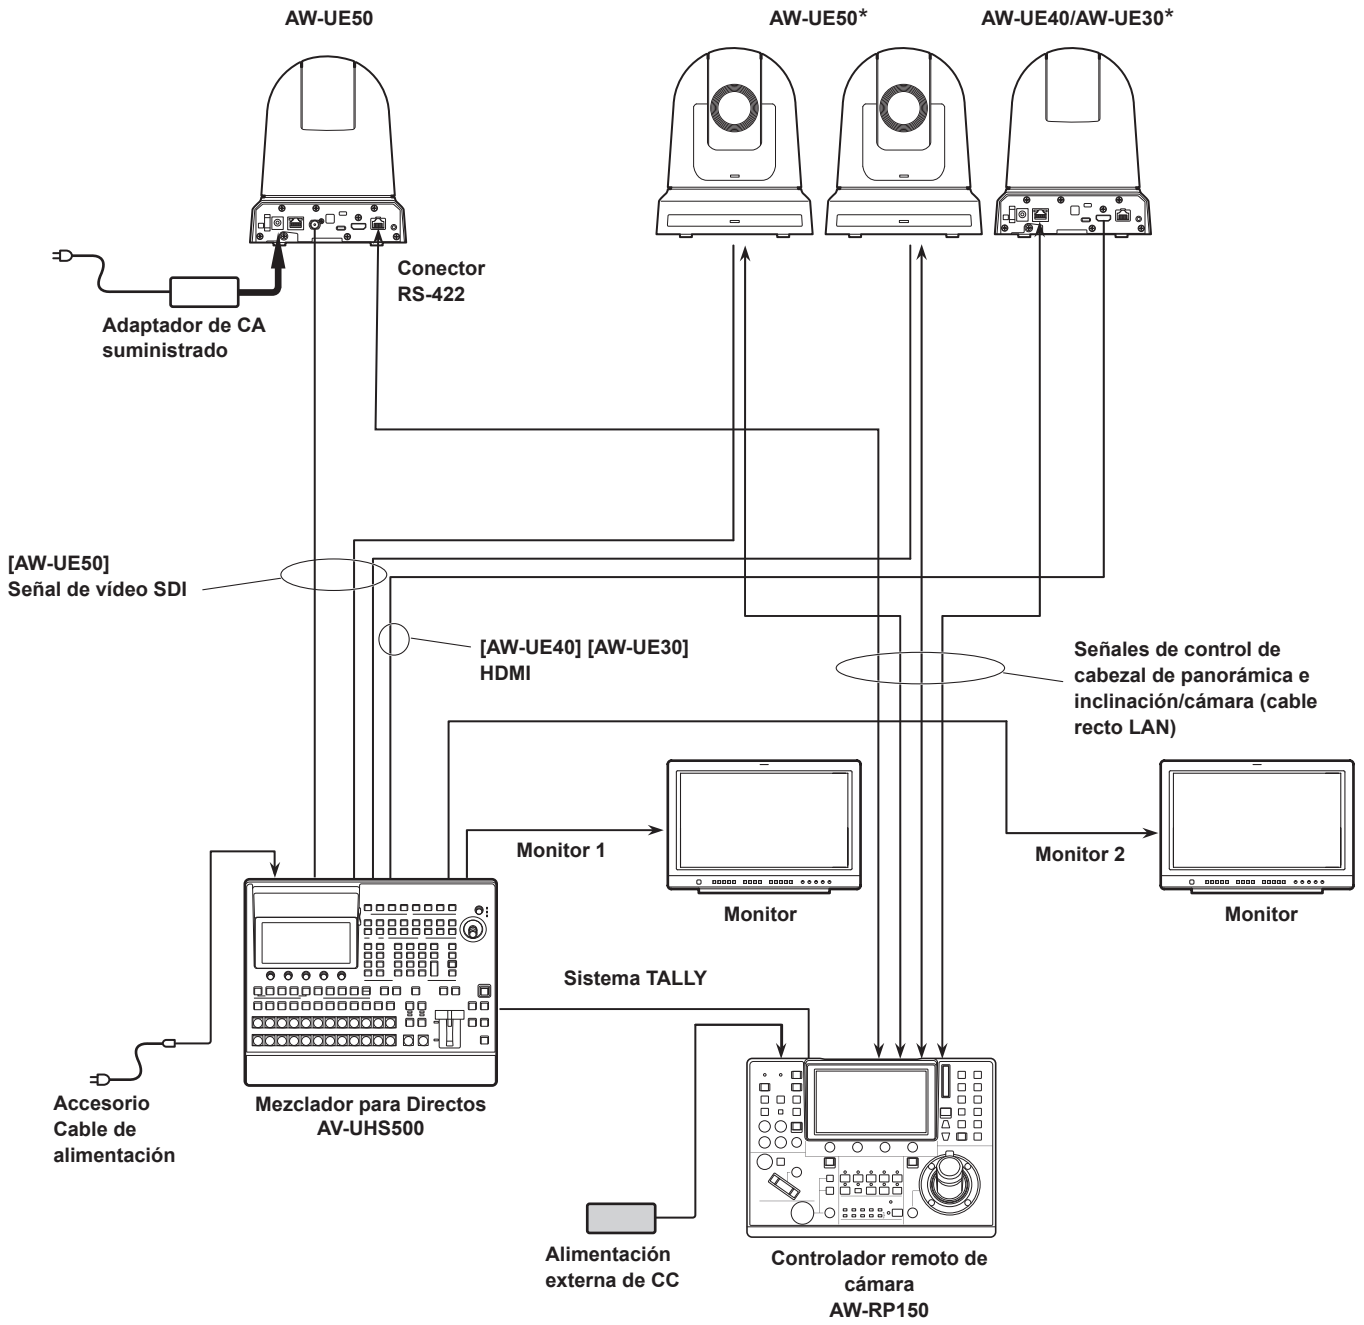 AW-UE50
AW-UE50*
AW-UE40/AW-UE30*
Conector
RS-422
Adaptador de CA
suministrado
[AW-UE50]
Señal de vídeo SDI
[AW-UE40] [AW-UE30]
HDMI
Señales de control de
cabezal de panorámica e
inclinación/cámara (cable
recto LAN)
Monitor 1
Monitor 2
Monitor
Monitor
Sistema TALLY
Accesorio
Cable de
alimentación
Mezclador para Directos
AV-UHS500
Alimentación
externa de CC
Controlador remoto de
cámara
AW-RP150